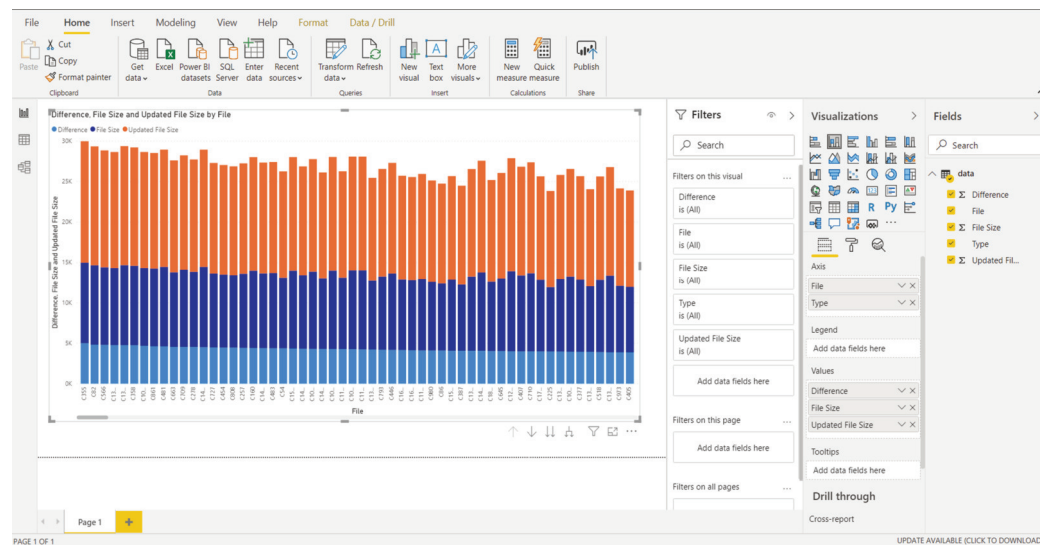 File Home Insert Modeling View Help Format Data / Drill
Paste
Cut
Copy
Format painter
Clipboard
Get data
Excel
Power BI datasets
SQL Server
Enter data
Recent sources
Data
Transform data
Refresh
Queries
New visual
Text box
More visuals
Insert
New measure
Quick measure
Calculations
Publish
Share
Difference, File Size and Updated File Size by File
Difference File Size Updated File Size
Difference, File Size and Updated File Size
30K
25K
20K
15K
10K
5K
0K
File
Filters
Search
Filters on this visual ...
Difference
is (All)
File
is (All)
File Size
is (All)
Type
is (All)
Updated File Size
is (All)
Add data fields here
Filters on this page ...
Add data fields here
Filters on all pages ...
Visualizations
R Py
...
Axis
File
Type
Legend
Add data fields here
Values
Difference
File Size
Updated File Size
Tooltips
Add data fields here
Drill through
Cross-report
Fields
Search
data
Σ Difference
File
Σ File Size
Type
Σ Updated Fil...
Page 1
PAGE 1 OF 1
UPDATE AVAILABLE (CLICK TO DOWNLOAD